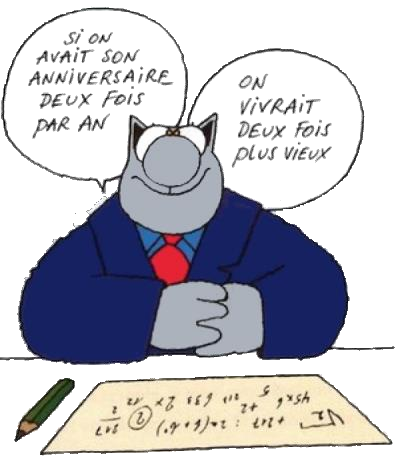 Si ON
AVAIT SON
ANNIVERSAIRE
DEUX FOIS
PAR AN
ON
VIVRAIT
DEUX FOIS
PLUS VIEUX